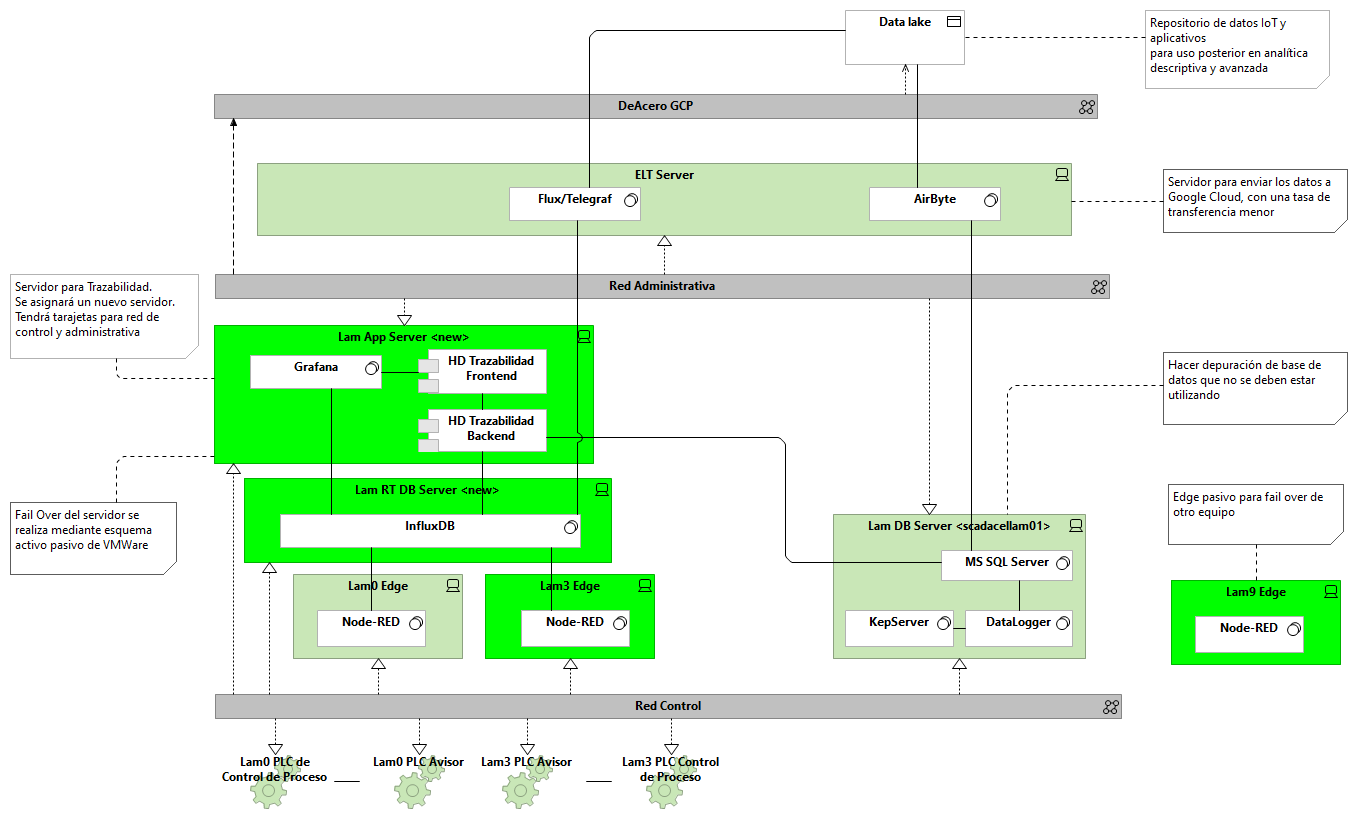 Data lake
Repositorio de datos IoT y
aplicativos
para uso posterior en analítica
descriptiva y avanzada
DeAcero GCP
ELT Server
Flux/Telegraf
AirByte
Servidor para enviar los datos a
Google Cloud, con una tasa de
transferencia menor
Red Administrativa
Servidor para Trazabilidad.
Se asignará un nuevo servidor.
Tendrá tarajetas para red de
control y administrativa
Lam App Server <new>
Grafana
HD Trazabilidad
Frontend
HD Trazabilidad
Backend
Hacer depuración de base de
datos que no se deben estar
utilizando
Fail Over del servidor se
realiza mediante esquema
activo pasivo de VMWare
Lam RT DB Server <new>
InfluxDB
Lam DB Server <scadacellam01>
MS SQL Server
KepServer
DataLogger
Edge pasivo para fail over de
otro equipo
Lam0 Edge
Node-RED
Lam3 Edge
Node-RED
Lam9 Edge
Node-RED
Red Control
Lam0 PLC de
Control de Proceso
Lam0 PLC Avisor
Lam3 PLC Avisor
Lam3 PLC Control
de Proceso